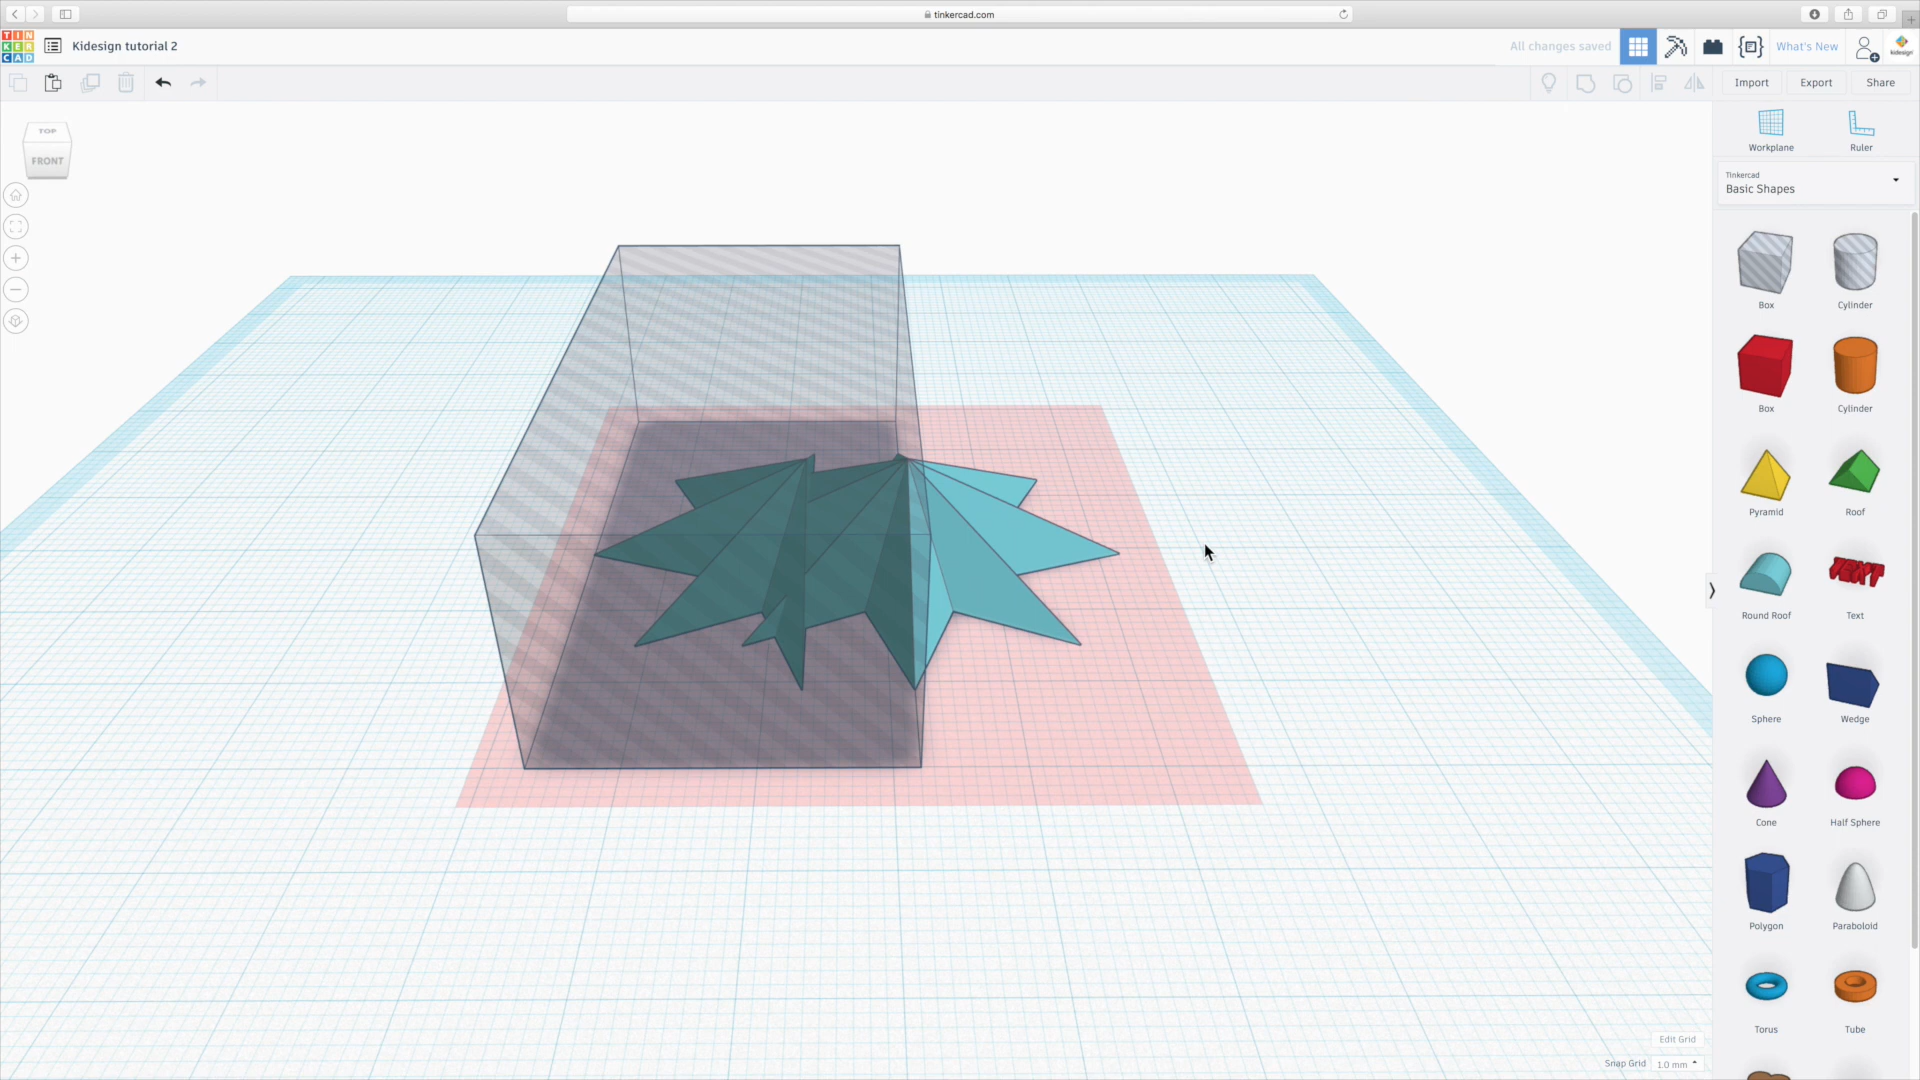 tinkercad.com
TIN
KER
CAD
Kidesign tutorial 2
All changes saved
What's New
kidesign
Import
Export
Share
TOP
FRONT
Workplane
Ruler
Tinkercad
Basic Shapes
Box
Cylinder
Box
Cylinder
Pyramid
Roof
Round Roof
TEXT
Text
Sphere
Wedge
Cone
Half Sphere
Polygon
Paraboloid
Torus
Tube
Edit Grid
Snap Grid 1.0 mm